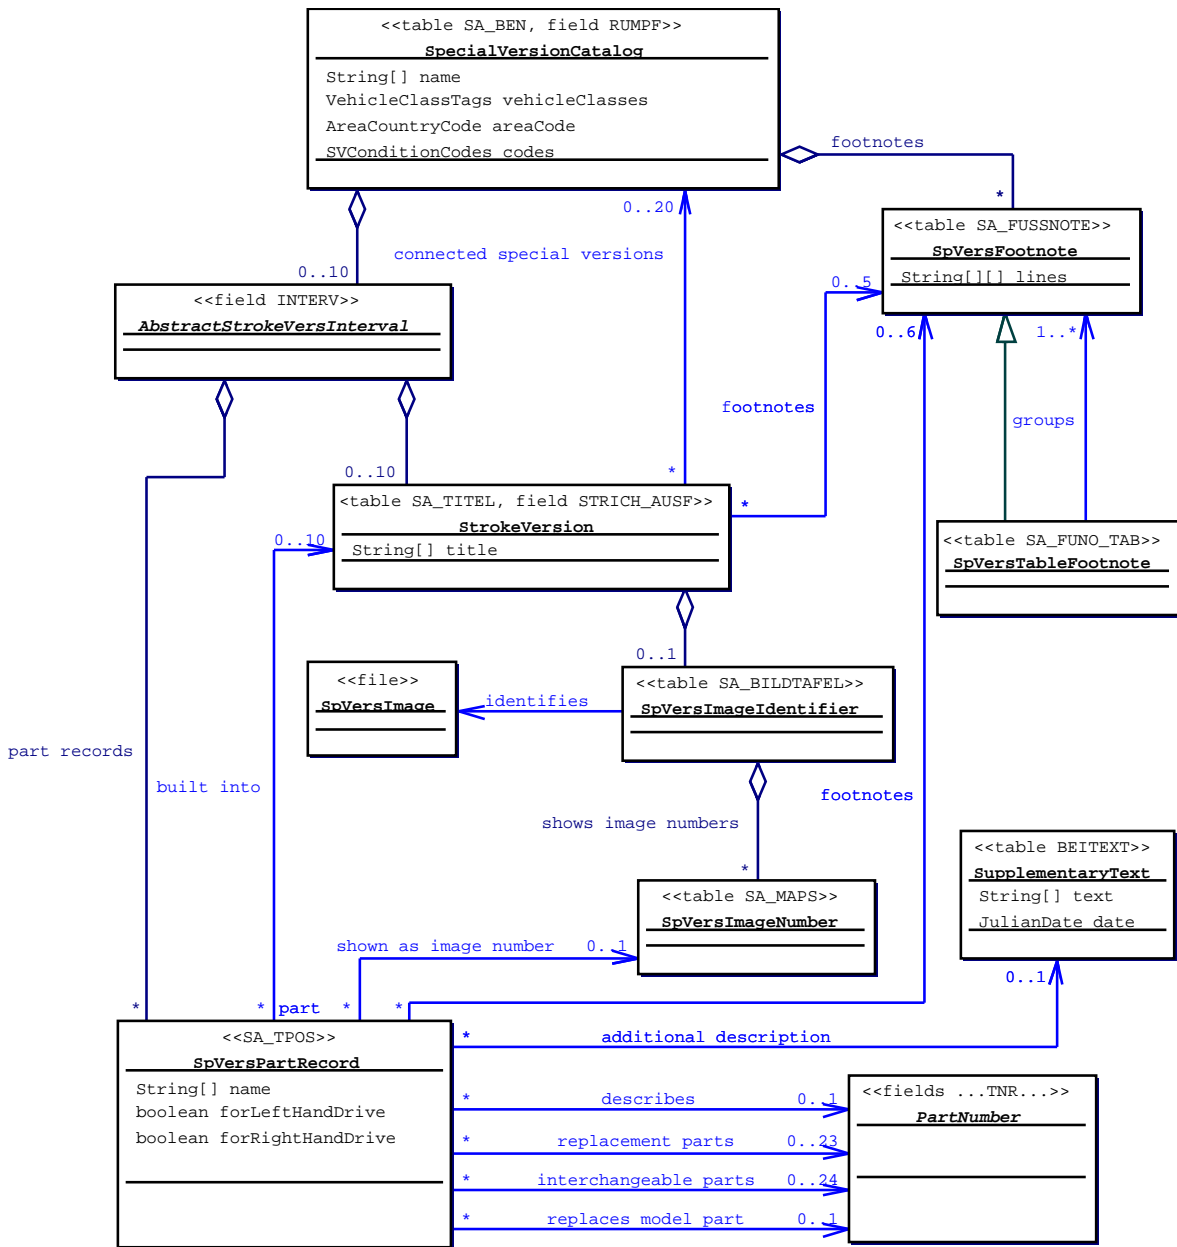 <<table SA_BEN, field RUMPF>>
SpecialVersionCatalog
String[] name
VehicleClassTags vehicleClasses
AreaCountryCode areaCode
SVConditionCodes codes
footnotes
*
0..20
connected special versions
0..10
<<table SA_FUSSNOTE>>
SpVersFootnote
String[][] lines
<<field INTERV>>
AbstractStrokeVersInterval
0..5
0..6
1..*
footnotes
groups
0..10
*
<table SA_TITEL, field STRICH_AUSF>>
StrokeVersion
String[] title
*
0..10
<<table SA_FUNO_TAB>>
SpVersTableFootnote
0..1
<<file>>
SpVersImage
identifies
<<table SA_BILDTAFEL>>
SpVersImageIdentifier
part records
built into
footnotes
shows image numbers
*
<<table BEITEXT>>
SupplementaryText
String[] text
JulianDate date
<<table SA_MAPS>>
SpVersImageNumber
shown as image number
0..1
0..1
*
*
part
*
*
<<SA_TPOS>>
SpVersPartRecord
String[] name
boolean forLeftHandDrive
boolean forRightHandDrive
*
additional description
*
describes
0..1
*
replacement parts
0..23
*
interchangeable parts
0..24
*
replaces model part
0..1
<<fields ...TNR...>>
PartNumber